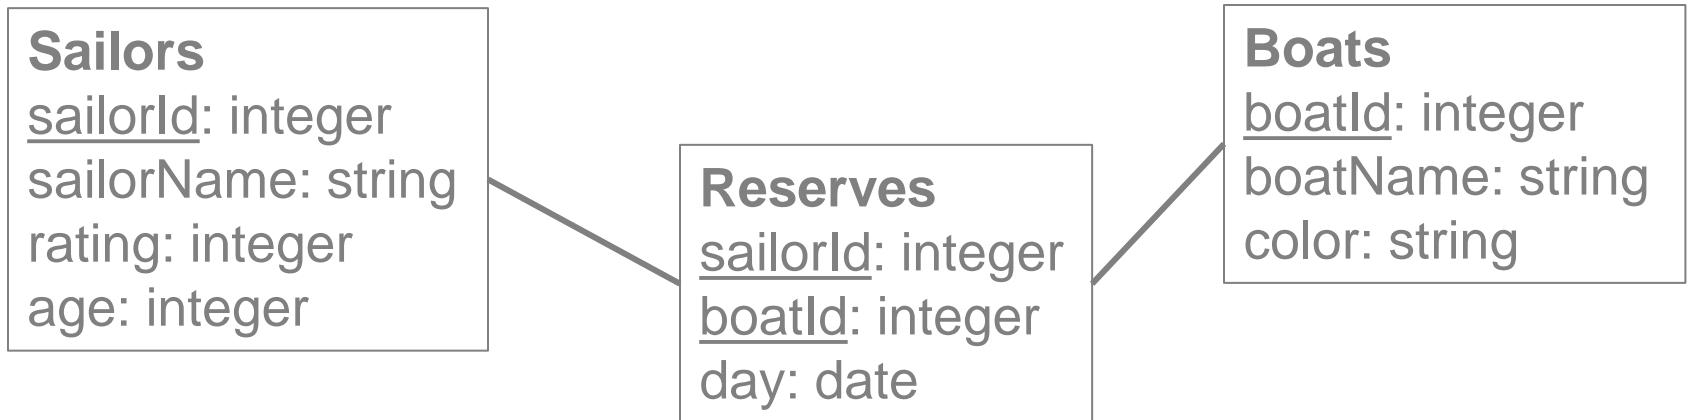 Sailors
sailorId: integer
sailorName: string
rating: integer
age: integer
Reserves
sailorId: integer
boatId: integer
day: date
Boats
boatId: integer
boatName: string
color: string